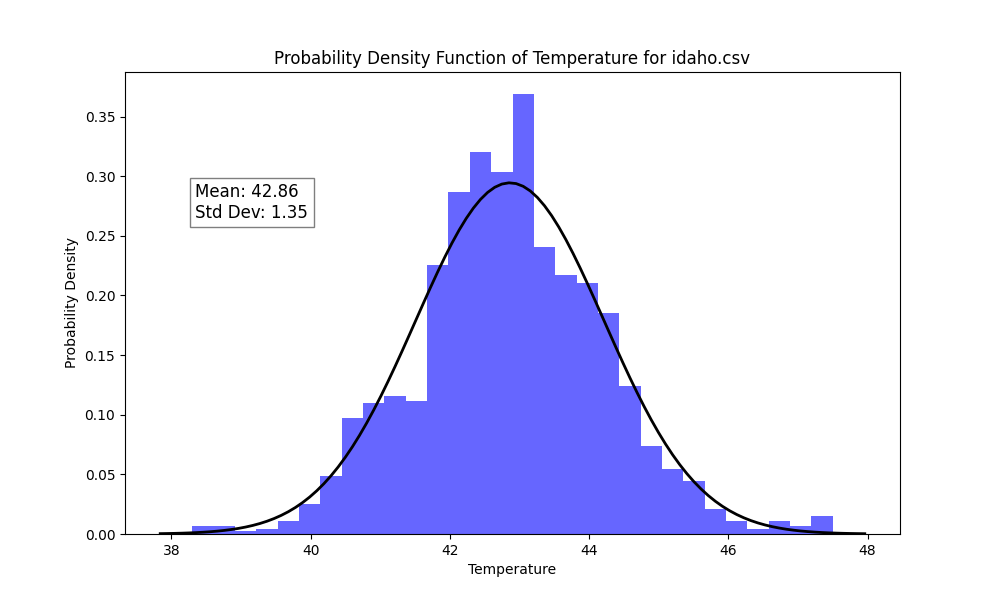 Probability Density Function of Temperature for idaho.csv
Probability Density
0.35
0.30
0.25
0.20
0.15
0.10
0.05
0.00
Mean: 42.86
Std Dev: 1.35
38 40 42 44 46 48
Temperature